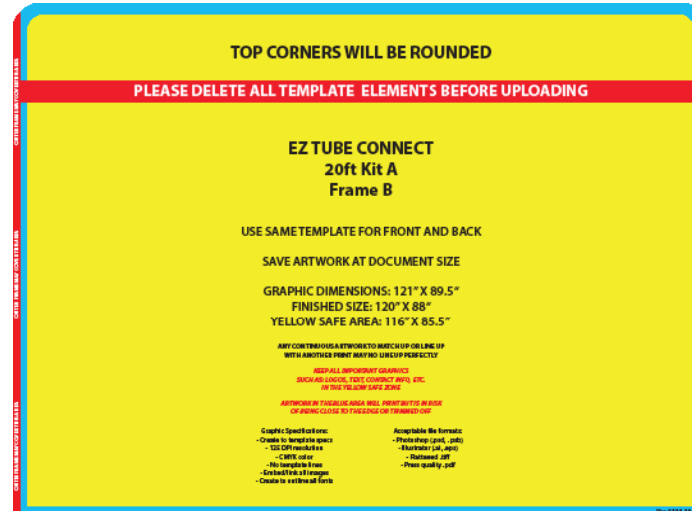 TOP CORNERS WILL BE ROUNDED
PLEASE DELETE ALL TEMPLATE ELEMENTS BEFORE UPLOADING
EZ TUBE CONNECT
20ft Kit A
Frame B
USE SAME TEMPLATE FOR FRONT AND BACK
SAVE ARTWORK AT DOCUMENT SIZE
GRAPHIC DIMENSIONS: 121" X 89.5"
FINISHED SIZE: 120" X 88"
YELLOW SAFE AREA: 116" X 85.5"
ANY CONTINUOUS ARTWORK TO MATCH UP OR LINE UP
WITH ANOTHER PRINT MAY NO LINE UP PERFECTLY
KEEP ALL IMPORTANT GRAPHICS
SUCH AS: LOGOS, TEXT, CONTACT INFO, ETC.
IN THE YELLOW SAFE ZONE
ARTWORK IN THE BLUE AREA WILL PRINT BUT IS IN RISK
OF BEING CLOSE TO THE EDGE OR TRIMMED OFF
Graphic Specifications:
- Create to template specs
- 125 DPI resolution
- CMYK color
- No template lines
- Embed/link all images
- Create to outline all fonts
Acceptable file formats:
- Photoshop (.psd, .psb)
- Illustrator (.ai, .eps)
- Flattened .tiff
- Press quality .pdf